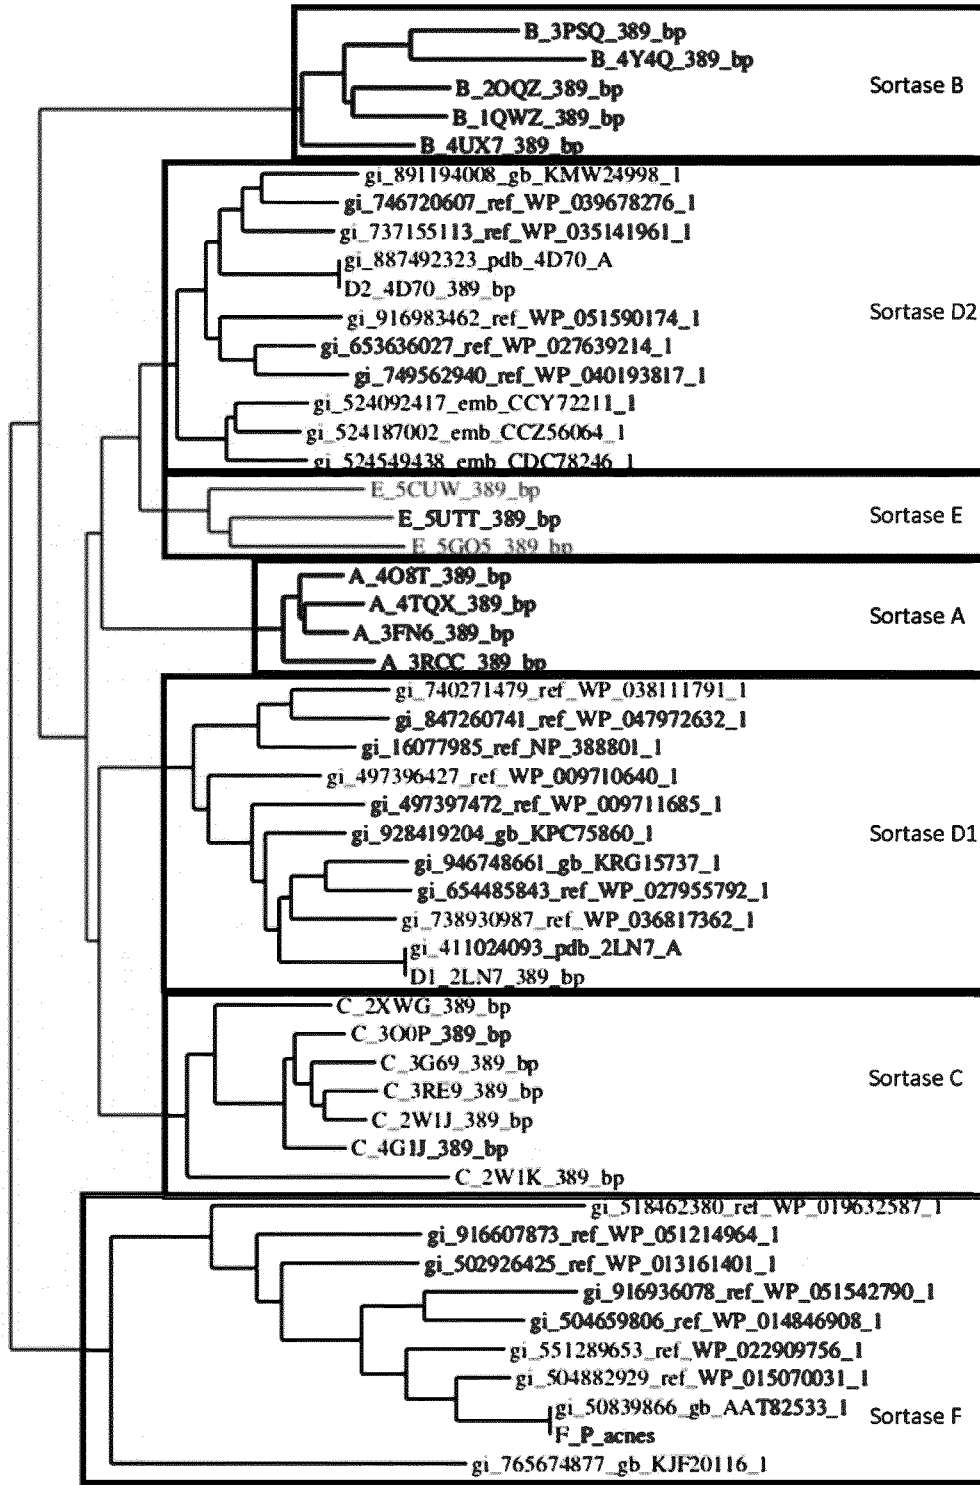 B_3PSQ_389_bp
B_4Y4Q_389_bp
B_2OQZ_389_bp
Sortase B
B_1QWZ_389_bp
B_4UX7_389_bp
gi_891194008_gb_KMW24998_1
gi_746720607_ref_WP_039678276_1
gi_737155113_ref_WP_035141961_1
gi_887492323_pdb_4D70_A
D2_4D70_389_bp
Sortase D2
gi_916983462_ref_WP_051590174_1
gi_653636027_ref_WP_027639214_1
gi_749562940_ref_WP_040193817_1
gi_524092417_emb_CCY72211_1
gi_524187002_emb_CCZ56064_1
gi_524549438_emb_CDC78246_1
E_5CUW_389_bp
E_5UTT_389_bp
Sortase E
E_5GO5_389_bp
A_4O8T_389_bp
A_4TQX_389_bp
Sortase A
A_3FN6_389_bp
A_3RCC_389_bp
gi_740271479_ref_WP_038111791_1
gi_847260741_ref_WP_047972632_1
gi_16077985_ref_NP_388801_1
gi_497396427_ref_WP_009710640_1
gi_497397472_ref_WP_009711685_1
gi_928419204_gb_KPC75860_1
Sortase D1
gi_946748661_gb_KRG15737_1
gi_654485843_ref_WP_027955792_1
gi_738930987_ref_WP_036817362_1
gi_411024093_pdb_2LN7_A
D1_2LN7_389_bp
C_2XWG_389_bp
C_3O0P_389_bp
C_3G69_389_bp
Sortase C
C_3RE9_389_bp
C_2W1J_389_bp
C_4G1J_389_bp
C_2W1K_389_bp
gi_518462380_ref_WP_019632587_1
gi_916607873_ref_WP_051214964_1
gi_502926425_ref_WP_013161401_1
gi_916936078_ref_WP_051542790_1
gi_504659806_ref_WP_014846908_1
gi_551289653_ref_WP_022909756_1
gi_504882929_ref_WP_015070031_1
gi_50839866_gb_AAT82533_1
Sortase F
F_P_acnes
gi_765674877_gb_KJF20116_1